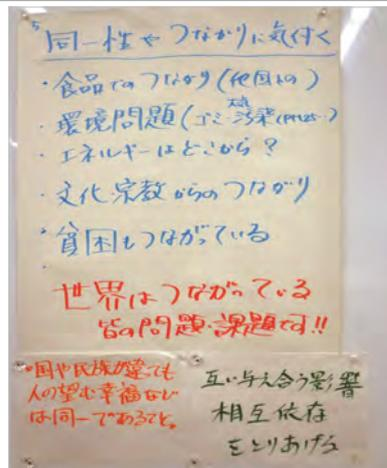 5 同一性やつながりに気付く
・食品でのつながり(他国との)
・環境問題(ゴミ・大気汚染(PM2.5…)
・エネルギーはどこから?
・文化、宗教からのつながり
・貧困もつながっている
・
世界はつながっている
皆の問題・課題です!!
・国や民族が違っても
人の望む幸福など
は同一であること。
互い与え合う影響
相互依存
をとりあげる